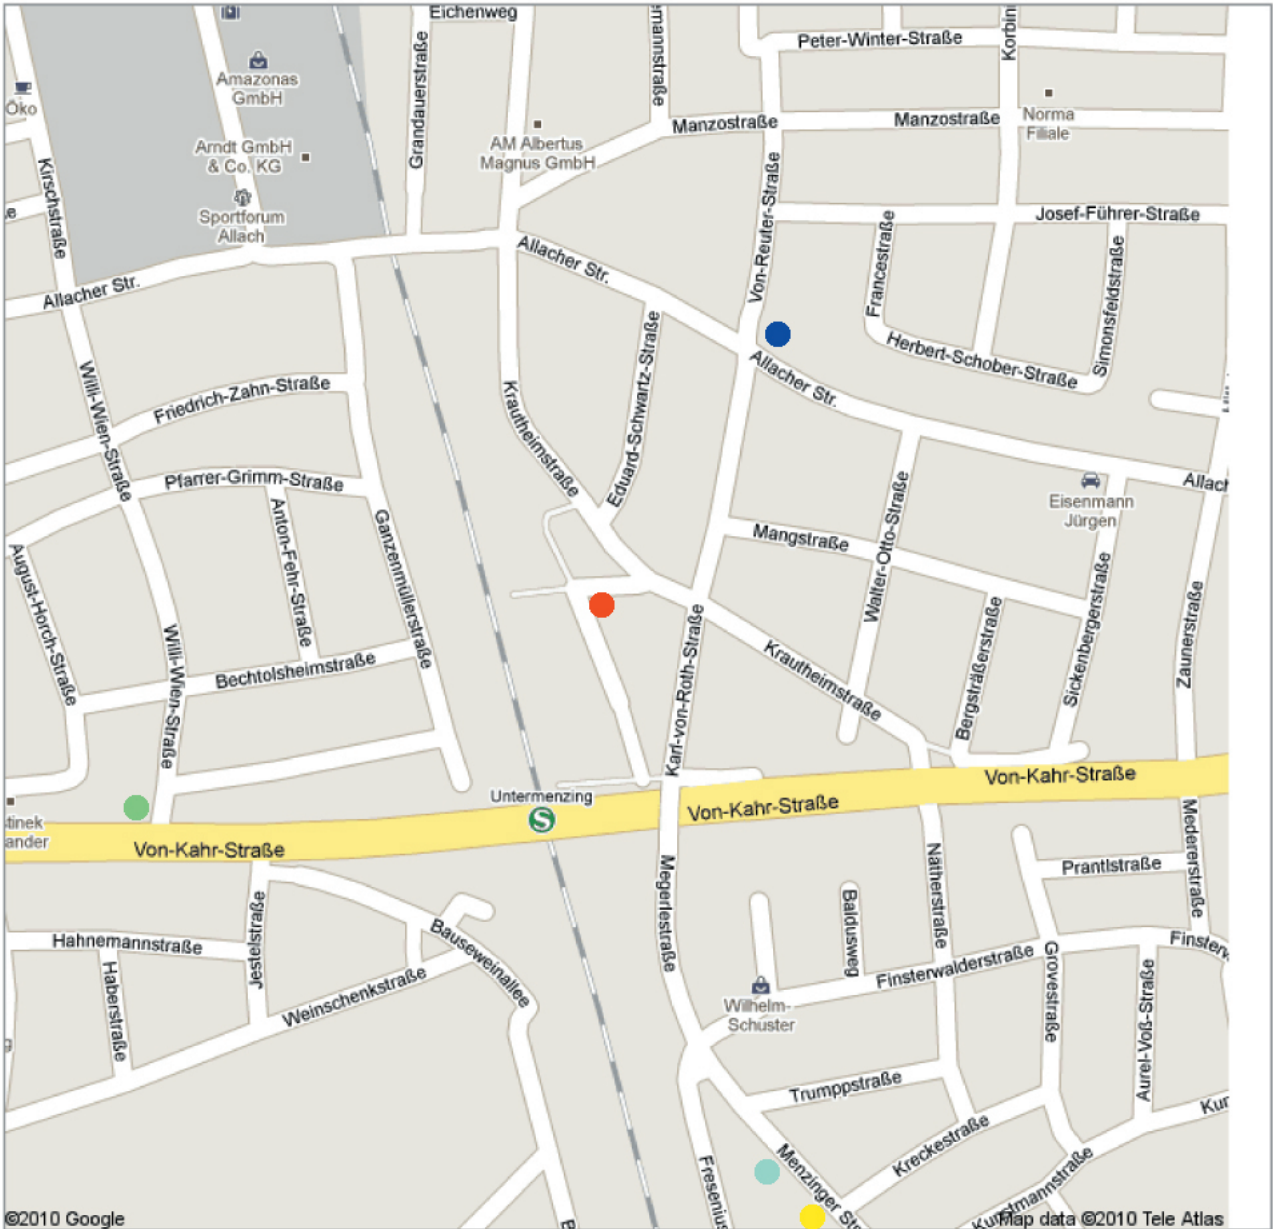 Eichenweg
Peter-Winter-Straße
Amazonas
GmbH
Öko
Grandauerstraße
Norma
Filiale
Manzostraße
Manzostraße
AM Albertus
Magnus GmbH
Arndt GmbH
& Co. KG
Kirschstraße
Sportforum
Allach
Von-Reuter-Straße
Josef-Führer-Straße
Francestraße
Simonsfeldstraße
Allacher Str.
Allacher Str.
Herbert-Schober-Straße
Allacher Str.
Eduard-Schwartz-Straße
Willi-Wien-Straße
Friedrich-Zahn-Straße
Krautheimstraße
Pfarrer-Grimm-Straße
Eisenmann
Jürgen
Anton-Fehr-Straße
Ganzenmüllerstraße
Mangstraße
Walter-Otto-Straße
August-Horch-Straße
Willi-Wien-Straße
Bechtolsheimstraße
Karl-von-Roth-Straße
Krautheimstraße
Bergsträßerstraße
Sickenbergerstraße
Zaunerstraße
Untermenzing
S
Von-Kahr-Straße
Von-Kahr-Straße
Von-Kahr-Straße
Megerlestraße
Baldusweg
Nätherstraße
Prantlstraße
Medererstraße
Jestelstraße
Hahnemannstraße
Haberstraße
Bauseweinallee
Weinschenkstraße
Finsterwalderstraße
Grovestraße
Aurel-Voß-Straße
Wilhelm-
Schuster
Trumppstraße
Kreckestraße
Menzinger Str
©2010 Google
Map data ©2010 Tele Atlas